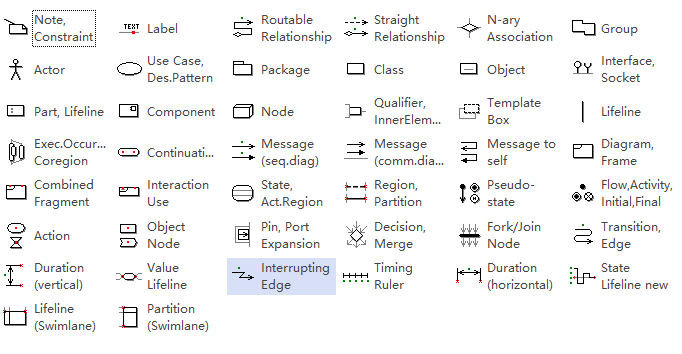 Note,
Constraint
TEXT
Label
Routable
Relationship
Straight
Relationship
N-ary
Association
Group
Actor
Use Case,
Des.Pattern
Package
Class
Object
Interface,
Socket
Part, Lifeline
Component
Node
Qualifier,
InnerElem...
Template
Box
Lifeline
Exec.Occur...
Coregion
Continuati...
Message
(seq.diag)
Message
(comm.dia...
Message to
self
Diagram,
Frame
Combined
Fragment
Interaction
Use
State,
Act.Region
Region,
Partition
Pseudo-
state
Flow,Activity,
Initial,Final
Action
Object
Node
Pin, Port
Expansion
Decision,
Merge
Fork/Join
Node
Transition,
Edge
Duration
(vertical)
Value
Lifeline
Interrupting
Edge
Timing
Ruler
Duration
(horizontal)
State
Lifeline new
Lifeline
(Swimlane)
Partition
(Swimlane)